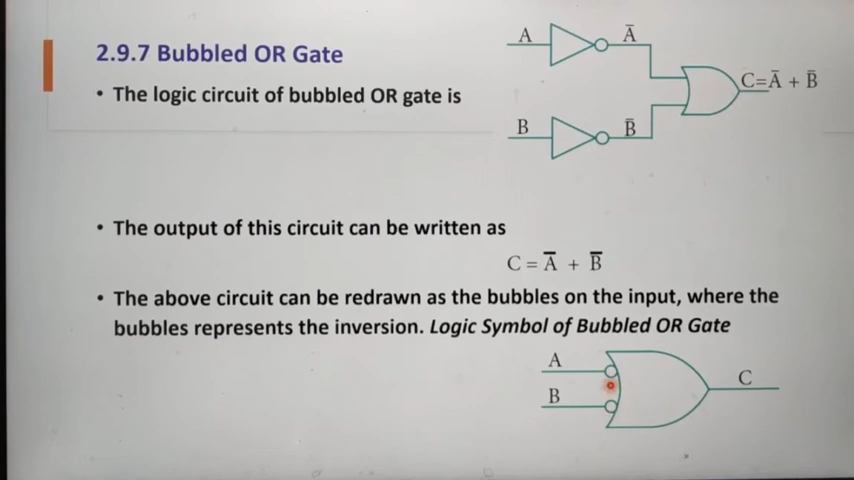 2.9.7 Bubbled OR Gate
• The logic circuit of bubbled OR gate is
A
Ā
B
B̄
C=Ā + B̄
• The output of this circuit can be written as
C = Ā + B̄
• The above circuit can be redrawn as the bubbles on the input, where the
bubbles represents the inversion. Logic Symbol of Bubbled OR Gate
A
B
C